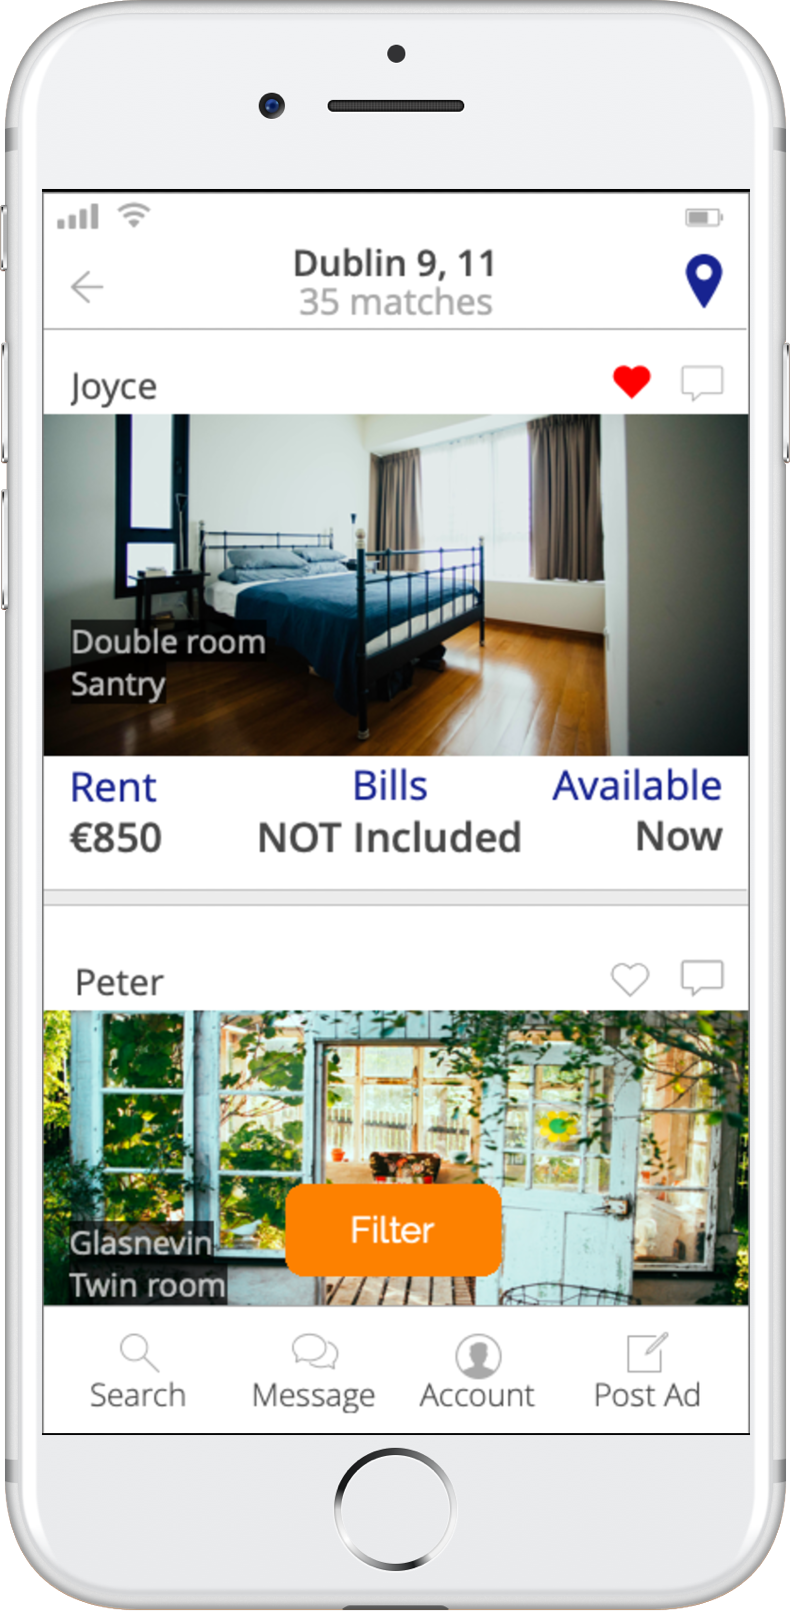 Dublin 9, 11
35 matches
Joyce
Double room
Santry
Rent Bills Available
€850 NOT Included Now
Peter
Glasnevin
Twin room
Filter
Search Message Account Post Ad